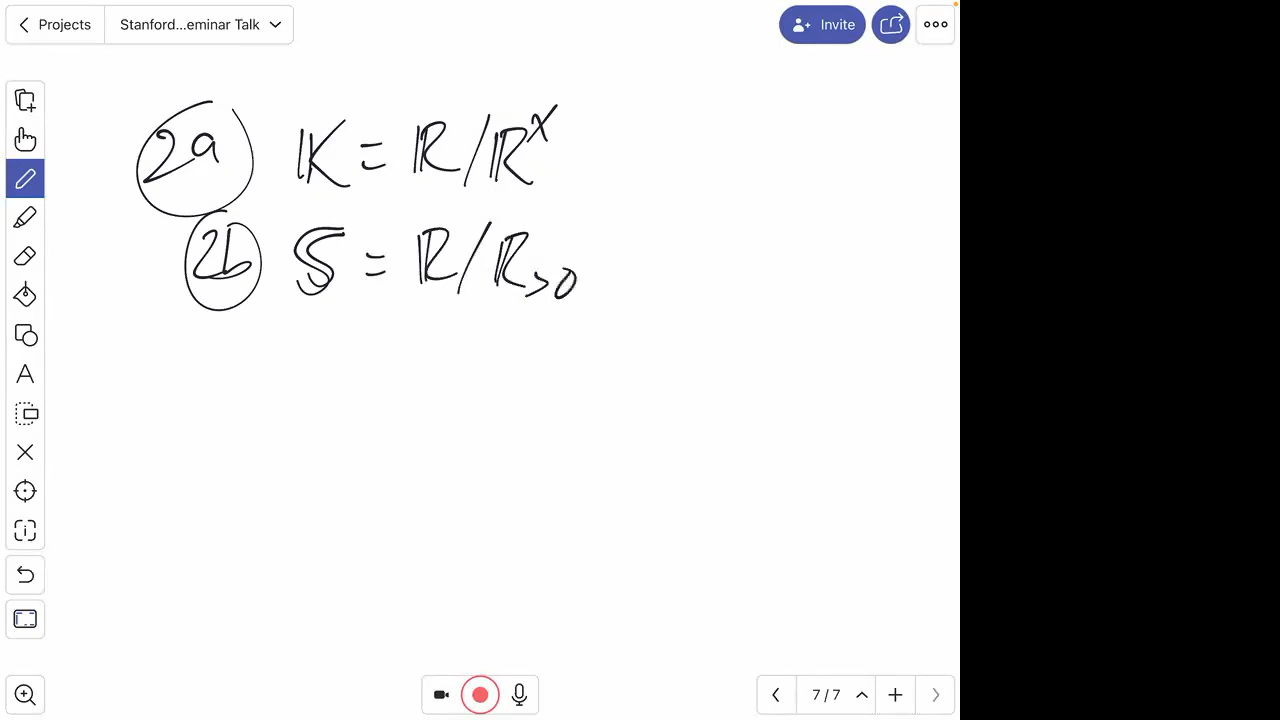 Projects
Stanford...eminar Talk
Invite
2a 𝕂 = ℝ/ℝ^×
2b 𝕊 = ℝ/ℝ_{>0}
A
7/7